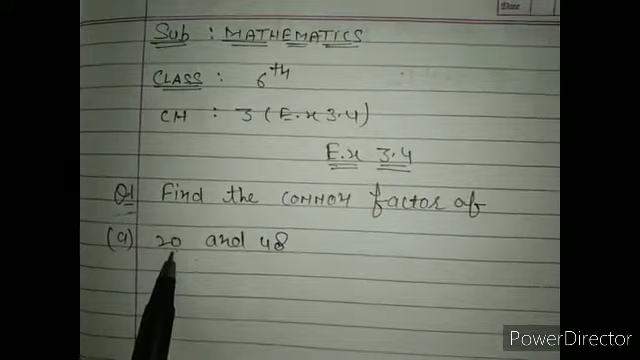 Date
Sub : MATHEMATICS
CLASS : 6th
CH : 3 (E.x 3.4)
E.x 3.4
Q1 Find the common factor of
(a) 20 and 48
PowerDirector